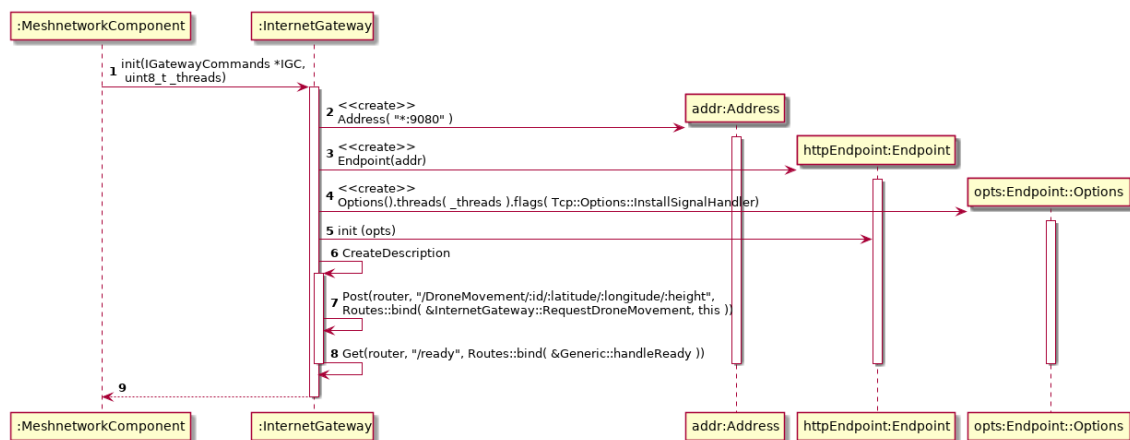 :MeshnetworkComponent
:InternetGateway
1 init(IGatewayCommands *IGC,
uint8_t _threads)
addr:Address
2 <<create>>
Address( "*:9080" )
httpEndpoint:Endpoint
3 <<create>>
Endpoint(addr)
opts:Endpoint::Options
4 <<create>>
Options().threads( _threads ).flags( Tcp::Options::InstallSignalHandler)
5 init (opts)
6 CreateDescription
7 Post(router, "/DroneMovement/:id/:latitude/:longitude/:height",
Routes::bind( &InternetGateway::RequestDroneMovement, this ))
8 Get(router, "/ready", Routes::bind( &Generic::handleReady ))
9
:MeshnetworkComponent
:InternetGateway
addr:Address
httpEndpoint:Endpoint
opts:Endpoint::Options